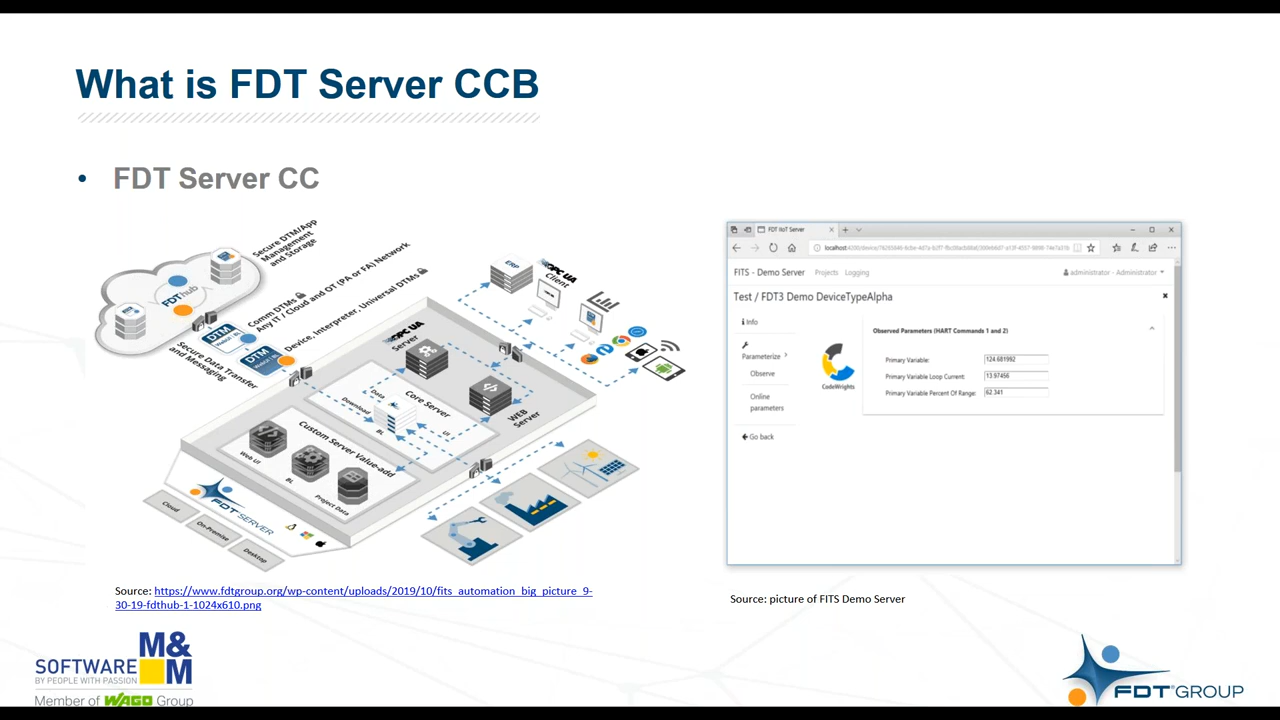 What is FDT Server CCB
• FDT Server CC
Secure DTM/App
Management
and Storage
FDThub
Comm DTMs
Any IT / Cloud and OT (PA or FA) Network
Device, Interpreter, Universal DTMs
DTM
DTM
Secure Data Transfer
and Messaging
ERP
OPC UA
Client
OPC UA
Server
WEB
Server
Core Server
Data
Download
BL
UI
Custom Server Value-add
Web UI
BL
Project Data
FDT SERVER
Cloud
On-Premise
Desktop
Source: https://www.fdtgroup.org/wp-content/uploads/2019/10/fits_automation_big_picture_9-
30-19-fdthub-1-1024x610.png
FDT IIoT Server
FITS - Demo Server Projects Logging administrator - Administrator
Test / FDT3 Demo DeviceTypeAlpha
Info
Parameterize
Observe
Online
parameters
Go back
CodeWrights
Observed Parameters (HART Commands 1 and 2)
Primary Variable: 124.681992
Primary Variable Loop Current: 13.97456
Primary Variable Percent Of Range: 62.341
Source: picture of FITS Demo Server
M&M
SOFTWARE
BY PEOPLE WITH PASSION
Member of WAGO Group
FDT® GROUP